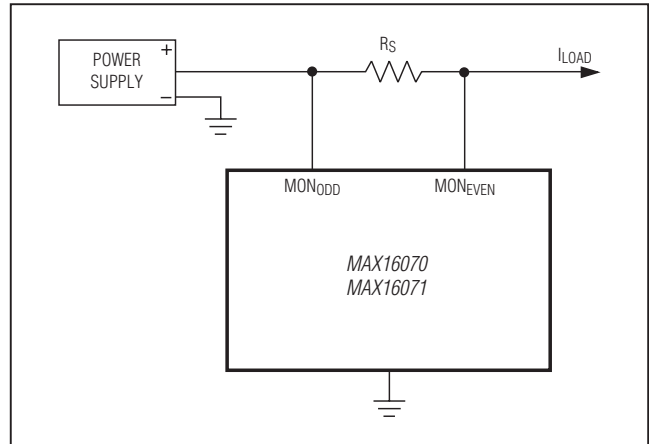 POWER
SUPPLY
+
−
RS
ILOAD
MONODD
MONEVEN
MAX16070
MAX16071